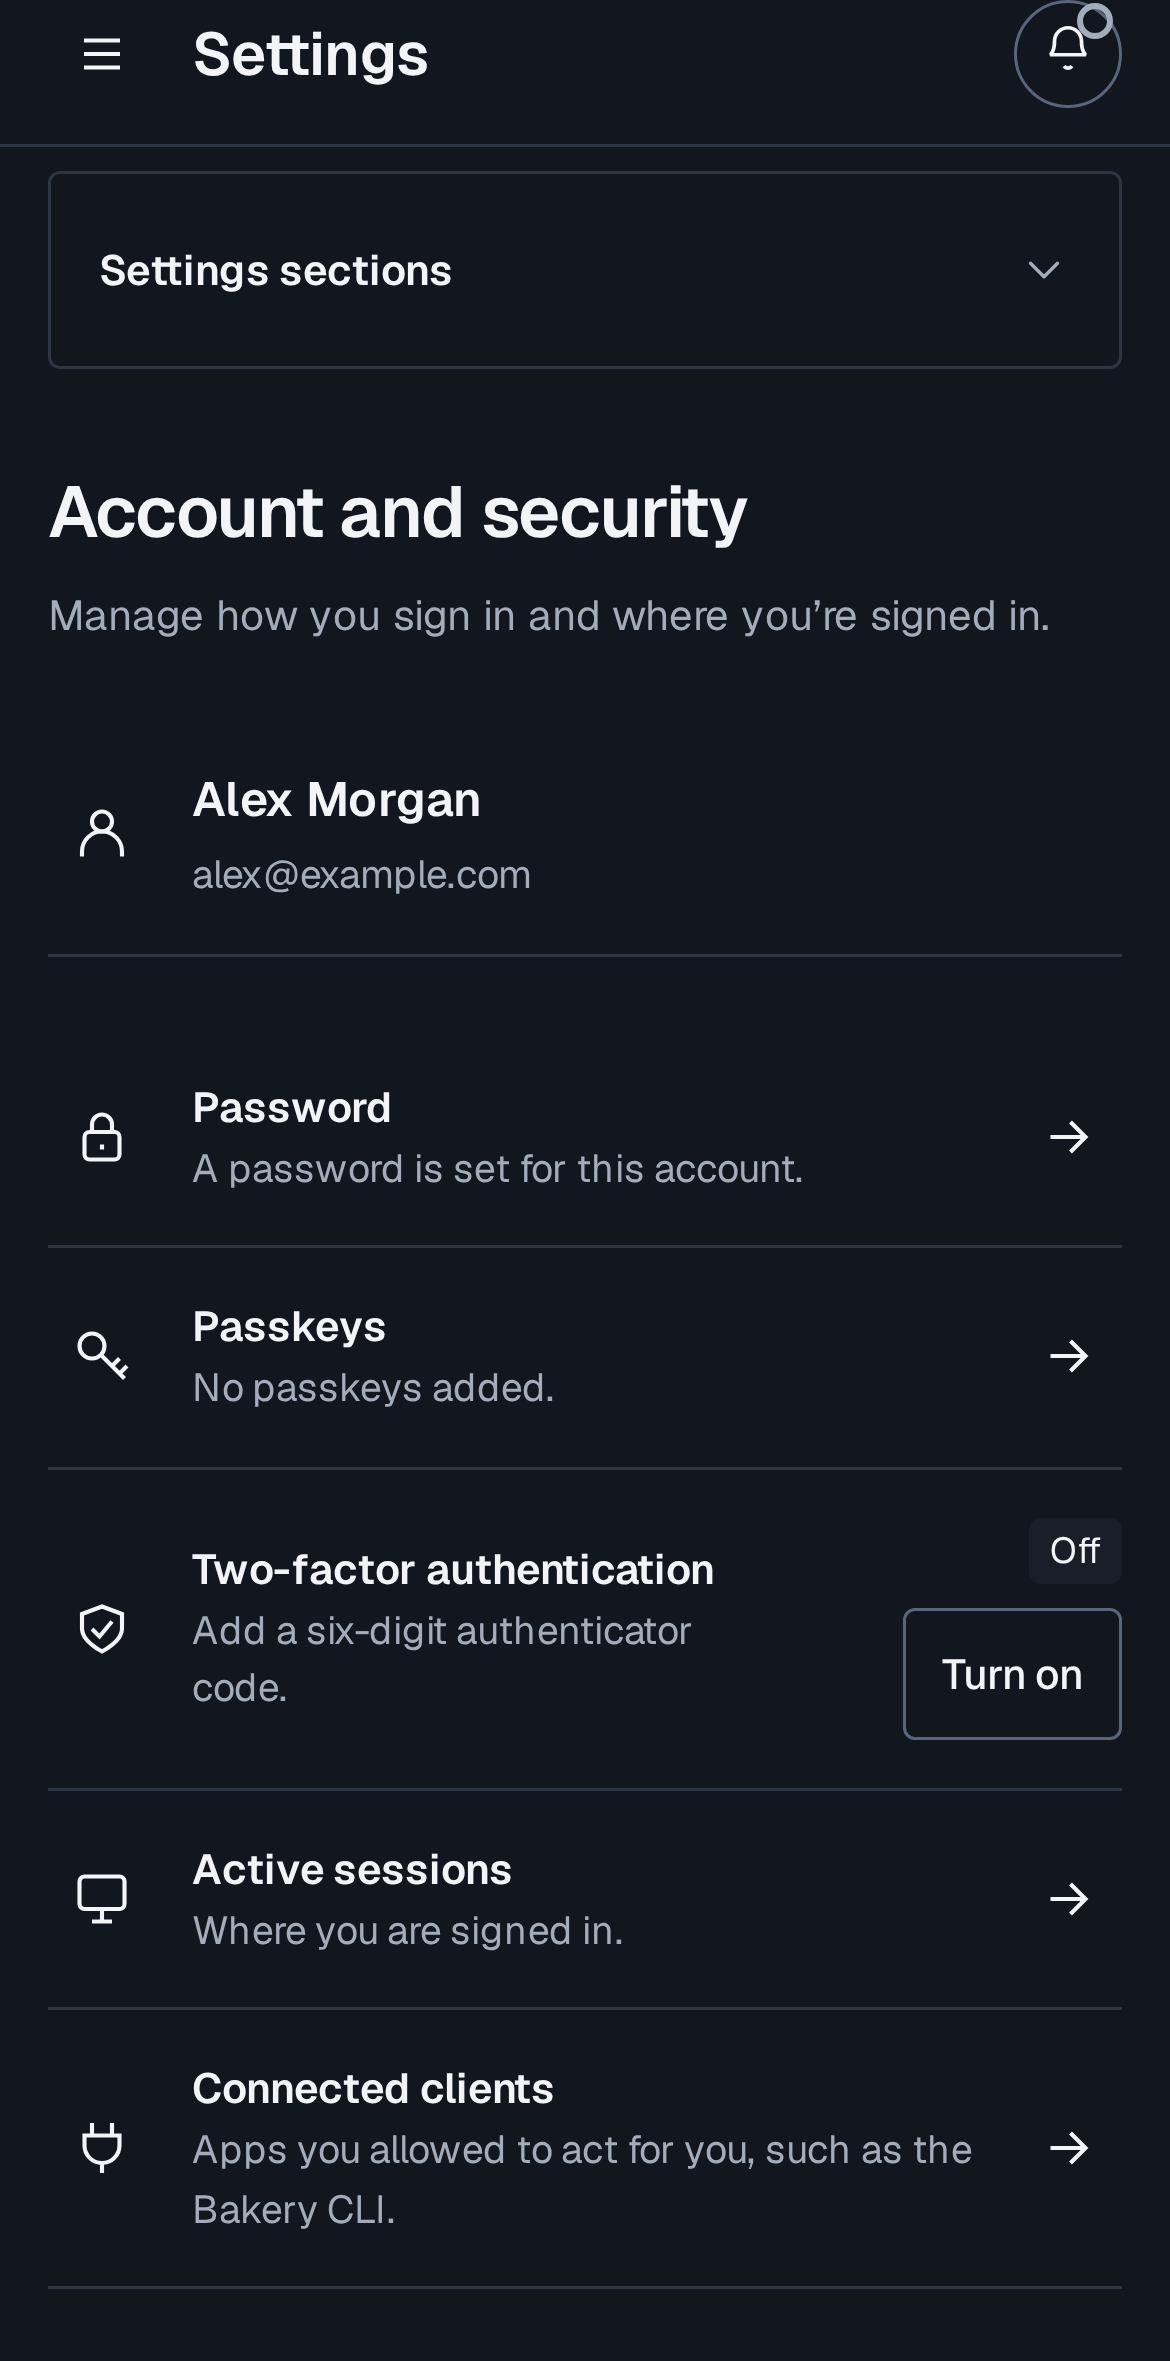 Settings
Settings sections
Account and security
Manage how you sign in and where you’re signed in.
Alex Morgan
alex@example.com
Password
A password is set for this account.
Passkeys
No passkeys added.
Off
Two-factor authentication
Add a six-digit authenticator
code.
Turn on
Active sessions
Where you are signed in.
Connected clients
Apps you allowed to act for you, such as the
Bakery CLI.